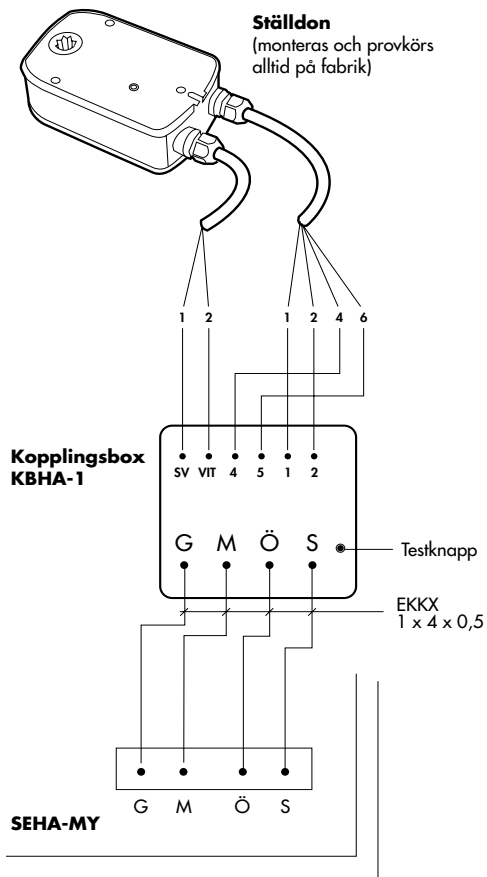 Ställdon
(monteras och provkörs
alltid på fabrik)
1 2 1 2 4 6
Kopplingsbox
KBHA-1
SV VIT 4 5 1 2
G M Ö S
Testknapp
EKKX
1 x 4 x 0,5
G M Ö S
SEHA-MY